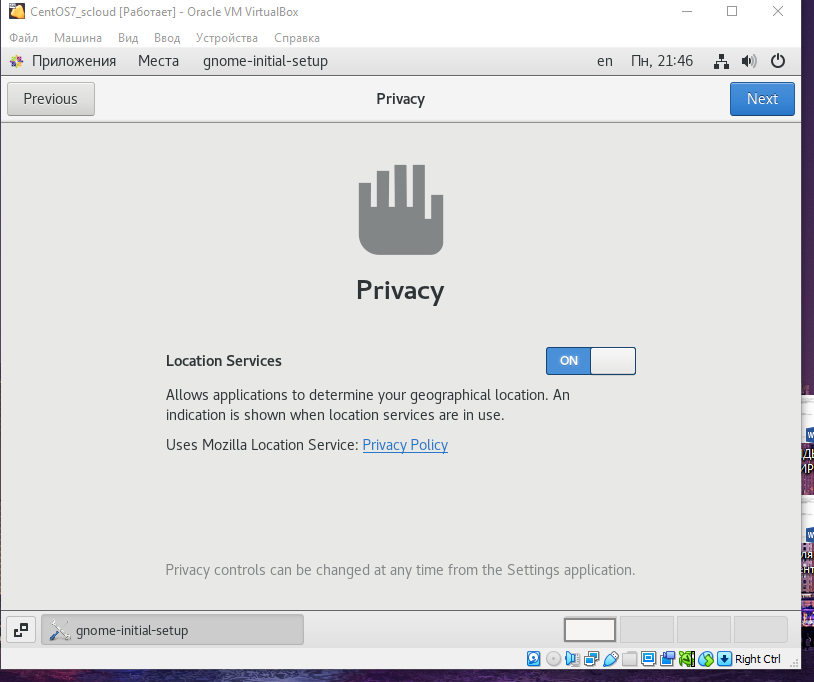 CentOS7_scloud [Работает] - Oracle VM VirtualBox
Файл Машина Вид Ввод Устройства Справка
Приложения Места gnome-initial-setup en Пн, 21:46
Previous Privacy Next
Privacy
Location Services ON
Allows applications to determine your geographical location. An
indication is shown when location services are in use.
Uses Mozilla Location Service: Privacy Policy
Privacy controls can be changed at any time from the Settings application.
gnome-initial-setup
Right Ctrl